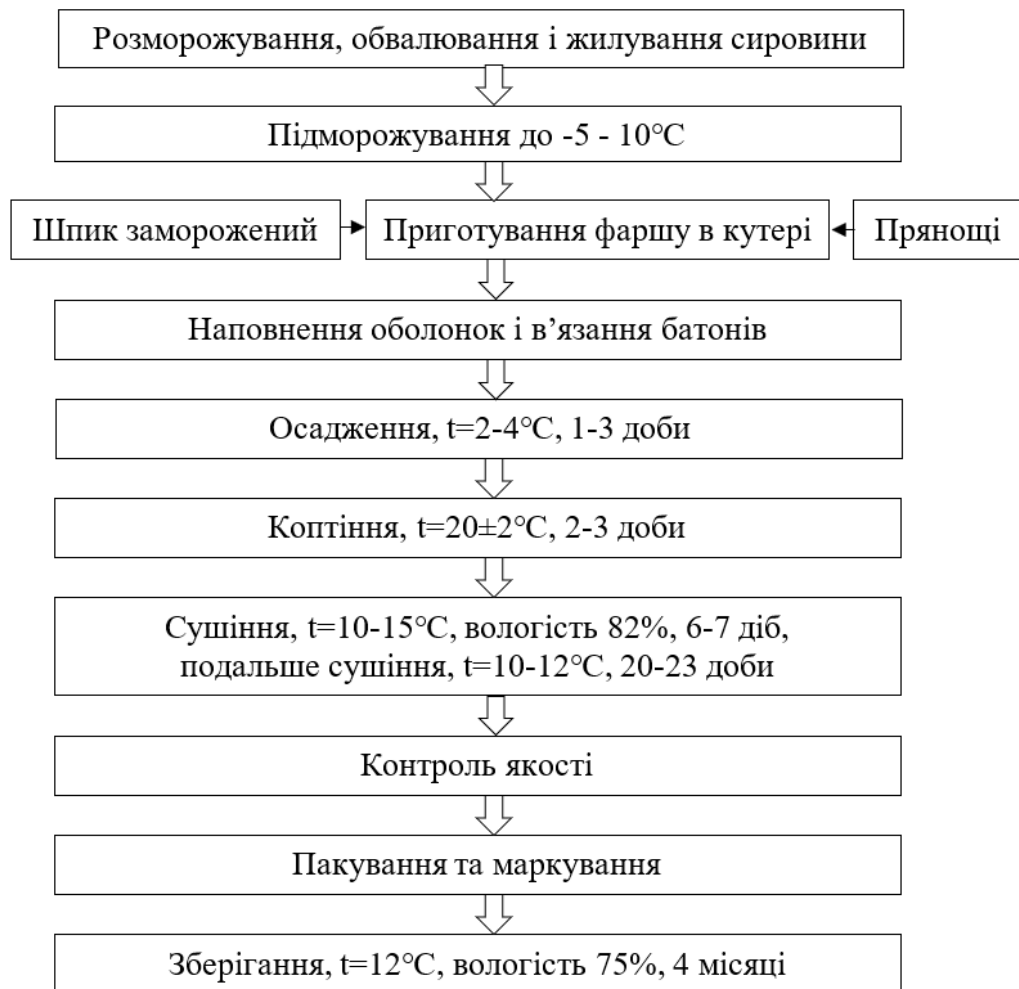 Розморожування, обвалювання і жилування сировини
Підморожування до -5 - 10°С
Шпик заморожений
Приготування фаршу в кутері
Прянощі
Наповнення оболонок і в’язання батонів
Осадження, t=2-4°С, 1-3 доби
Коптіння, t=20±2°С, 2-3 доби
Сушіння, t=10-15°С, вологість 82%, 6-7 діб,
подальше сушіння, t=10-12°С, 20-23 доби
Контроль якості
Пакування та маркування
Зберігання, t=12°С, вологість 75%, 4 місяці